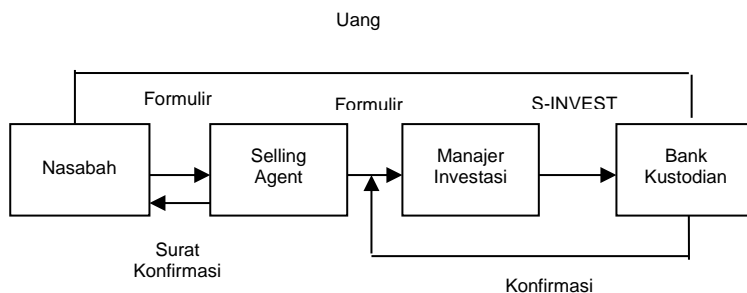 Uang
Formulir
Formulir
S-INVEST
Nasabah
Selling
Agent
Manajer
Investasi
Bank
Kustodian
Surat
Konfirmasi
Konfirmasi